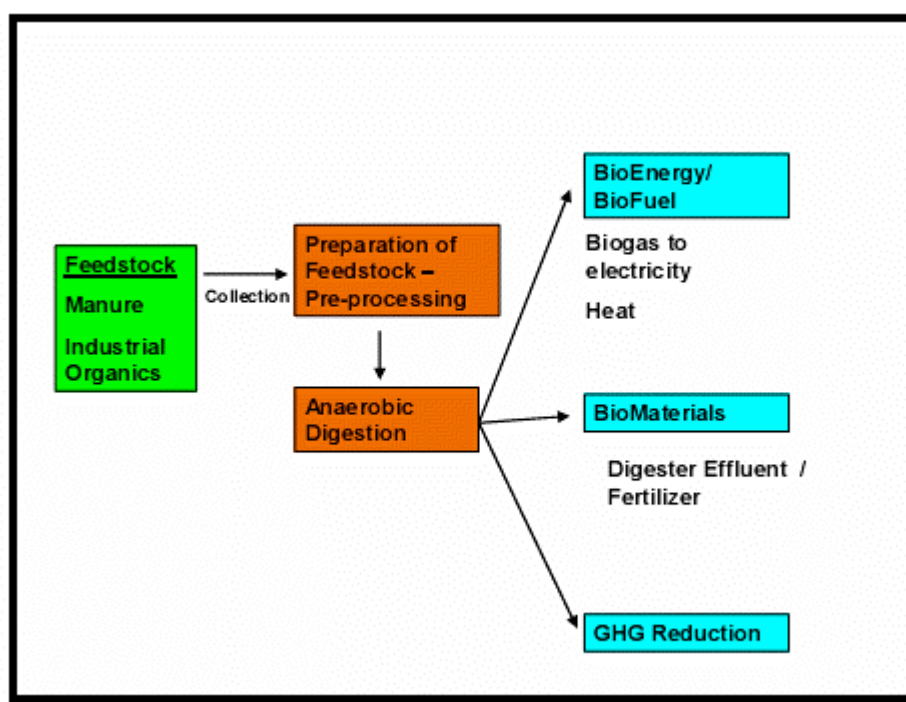 Feedstock
Manure
Industrial
Organics
Collection
Preparation of
Feedstock –
Pre-processing
Anaerobic
Digestion
BioEnergy/
BioFuel
Biogas to
electricity
Heat
BioMaterials
Digester Effluent /
Fertilizer
GHG Reduction